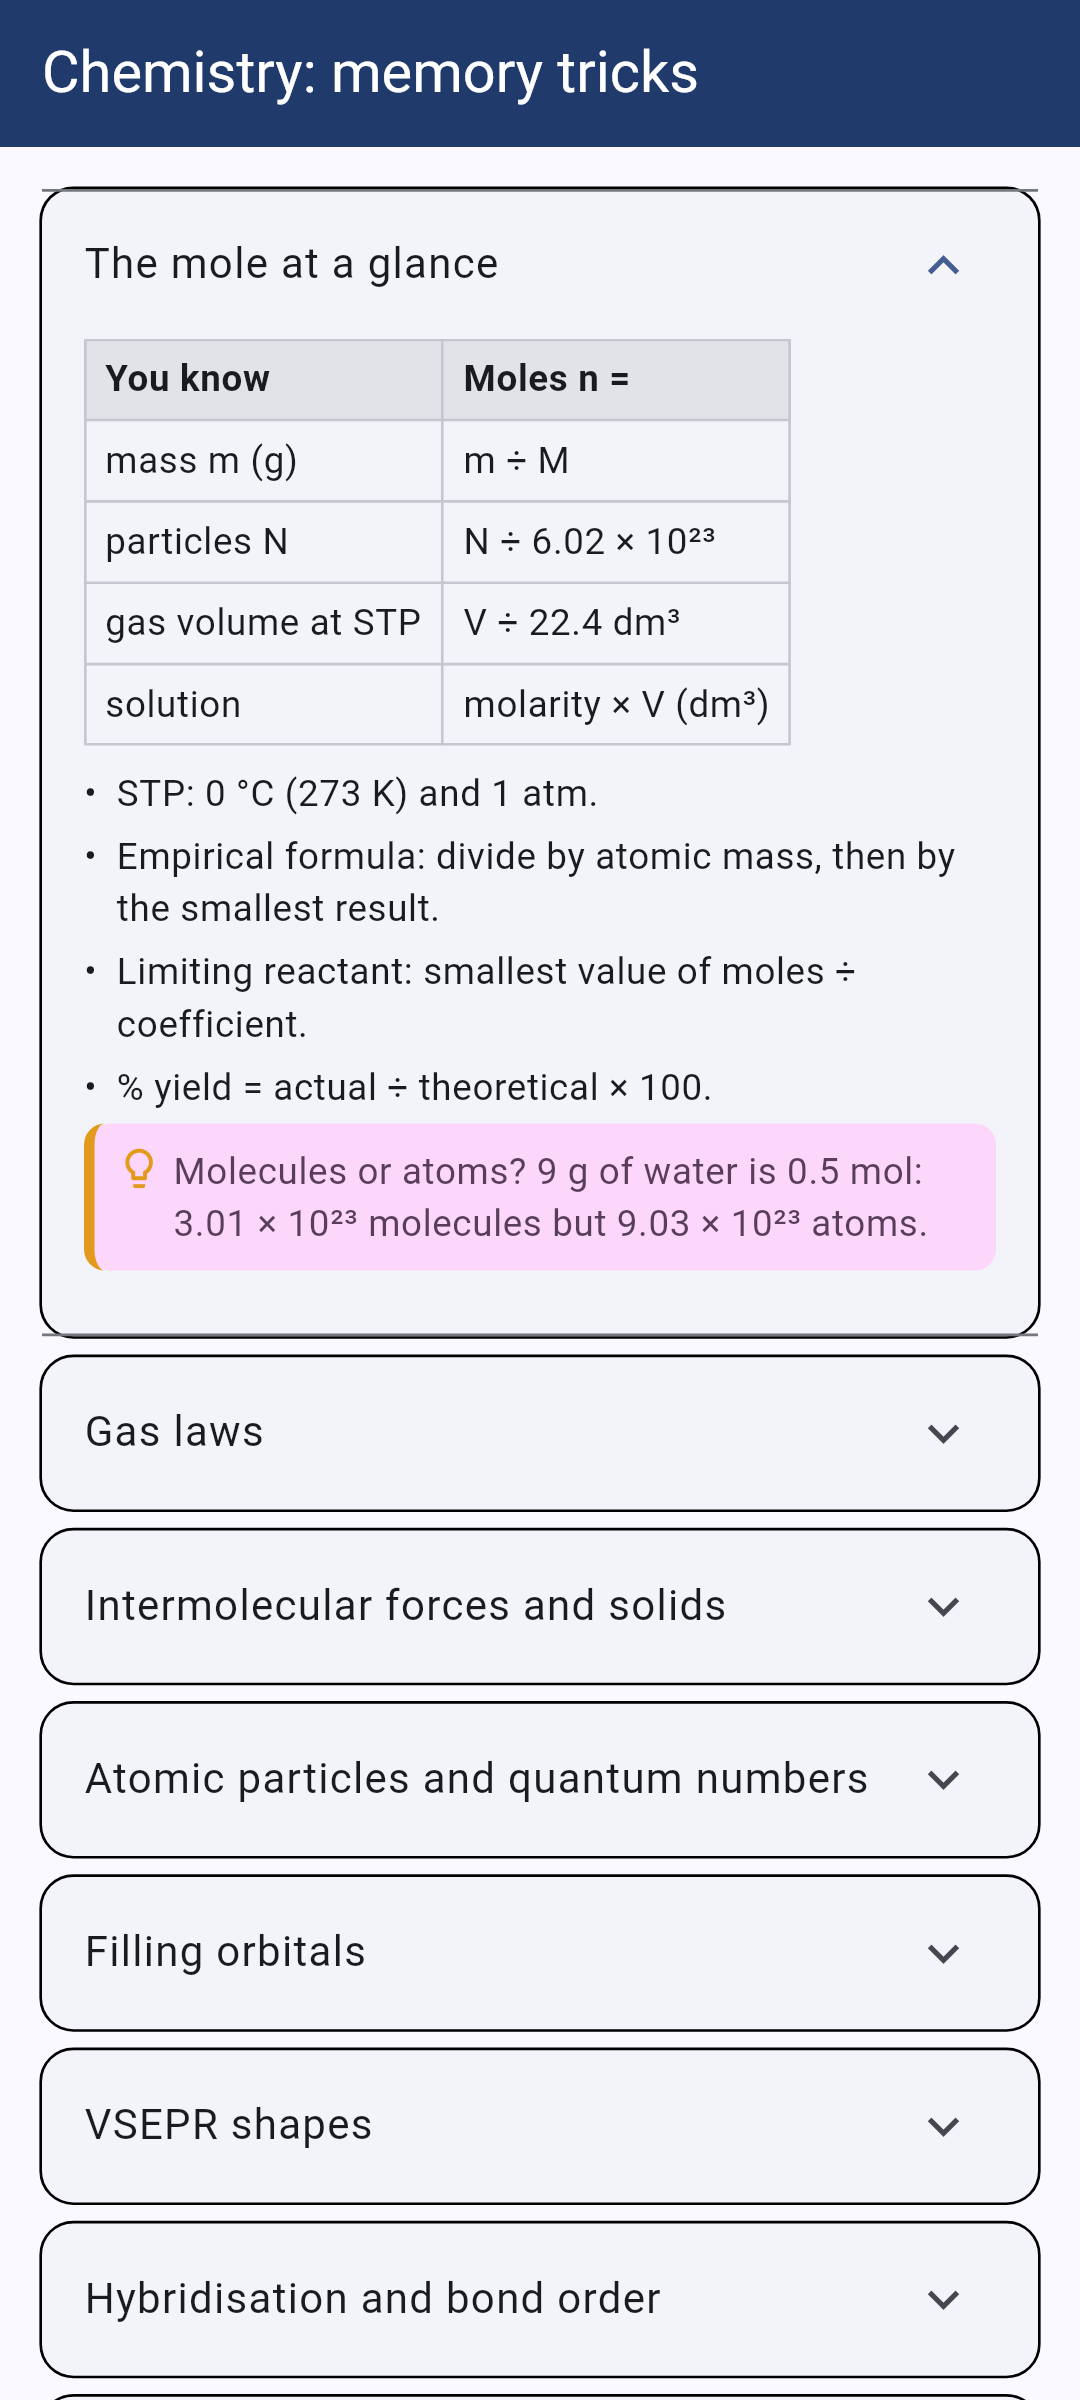 Chemistry: memory tricks
The mole at a glance
You know Moles n =
mass m (g) m ÷ M
particles N N ÷ 6.02 × 10²³
gas volume at STP V ÷ 22.4 dm³
solution molarity × V (dm³)
• STP: 0 °C (273 K) and 1 atm.
• Empirical formula: divide by atomic mass, then by
the smallest result.
• Limiting reactant: smallest value of moles ÷
coefficient.
• % yield = actual ÷ theoretical × 100.
Molecules or atoms? 9 g of water is 0.5 mol:
3.01 × 10²³ molecules but 9.03 × 10²³ atoms.
Gas laws
Intermolecular forces and solids
Atomic particles and quantum numbers
Filling orbitals
VSEPR shapes
Hybridisation and bond order